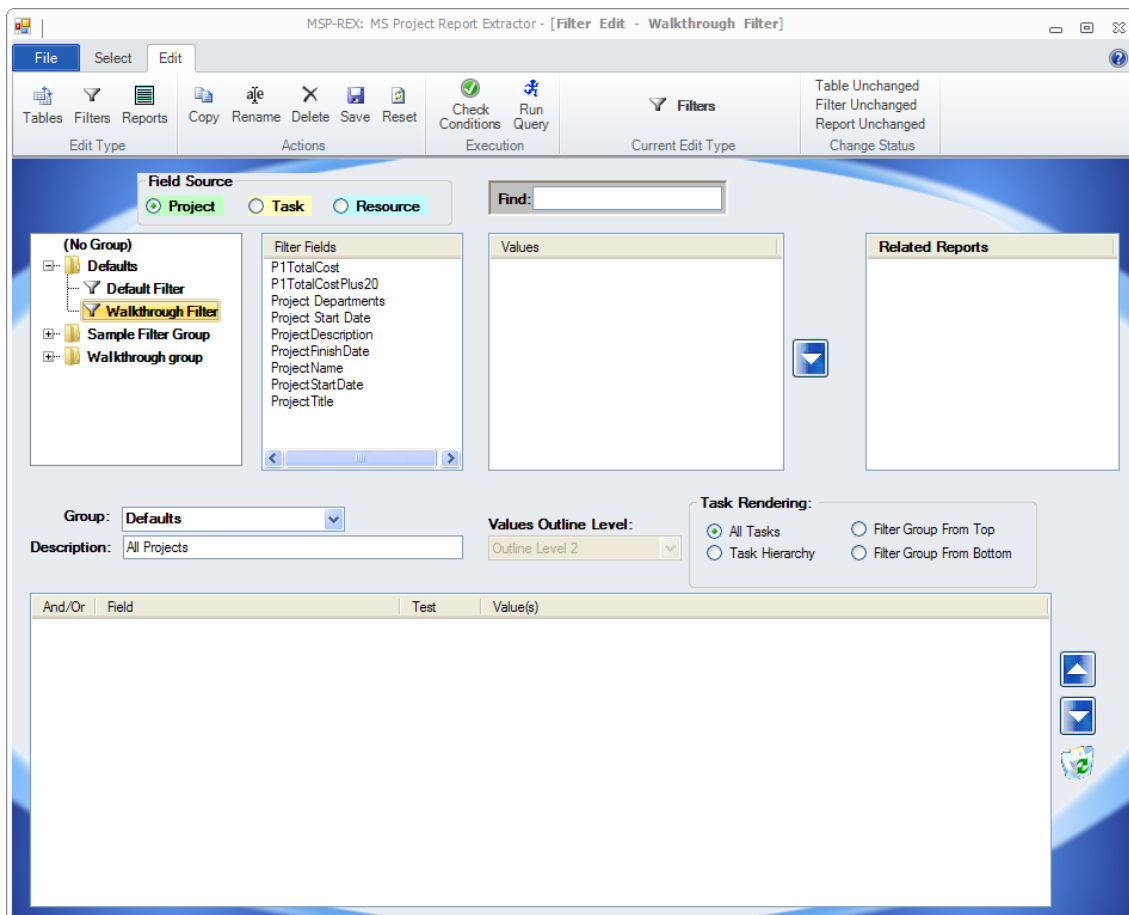 MSP-REX: MS Project Report Extractor - [Filter Edit - Walkthrough Filter]
File Select Edit
Tables Filters Reports Copy Rename Delete Save Reset Check Conditions Run Query Filters
Table Unchanged
Filter Unchanged
Report Unchanged
Edit Type Actions Execution Current Edit Type Change Status
Field Source
Project Task Resource
Find:
(No Group)
Defaults
Default Filter
Walkthrough Filter
Sample Filter Group
Walkthrough group
Filter Fields
P1TotalCost
P1TotalCostPlus20
Project Departments
Project Start Date
ProjectDescription
ProjectFinishDate
ProjectName
ProjectStartDate
ProjectTitle
Values
Related Reports
Group: Defaults
Description: All Projects
Values Outline Level:
Outline Level 2
Task Rendering:
All Tasks Filter Group From Top
Task Hierarchy Filter Group From Bottom
And/Or Field Test Value(s)